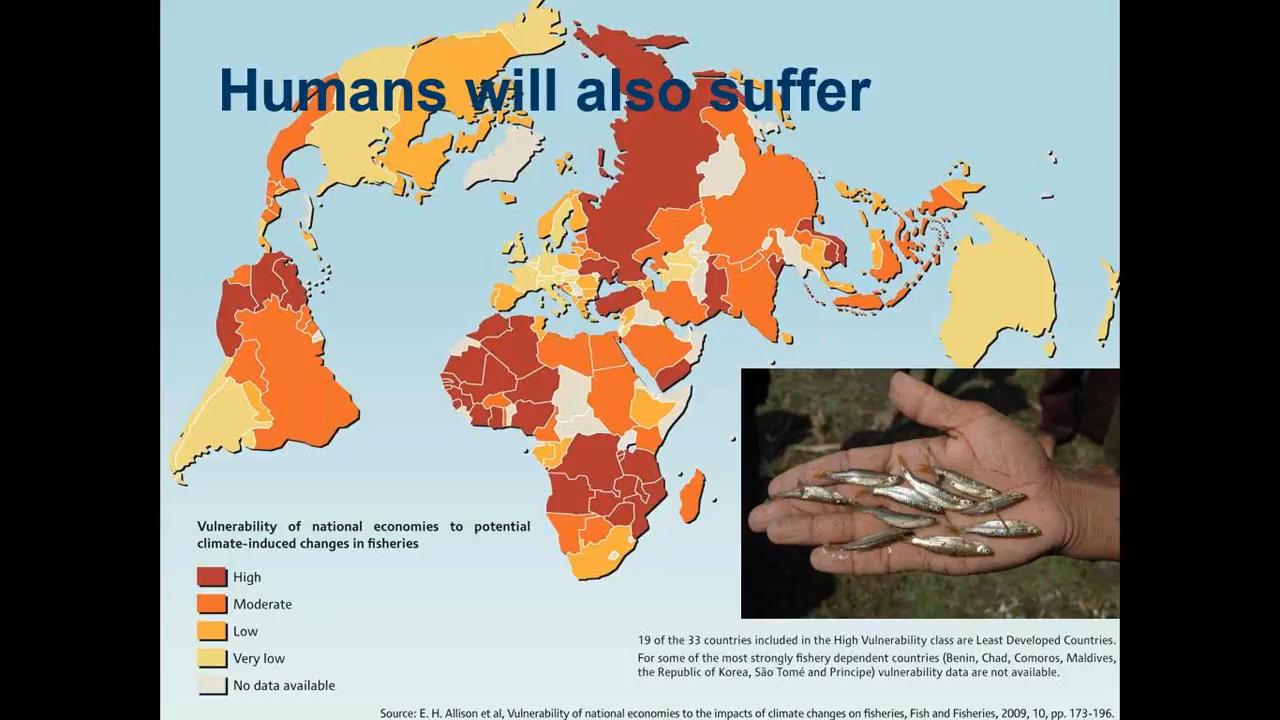 Humans will also suffer
Vulnerability of national economies to potential
climate-induced changes in fisheries
High
Moderate
Low
Very low
No data available
19 of the 33 countries included in the High Vulnerability class are Least Developed Countries.
For some of the most strongly fishery dependent countries (Benin, Chad, Comoros, Maldives,
the Republic of Korea, São Tomé and Principe) vulnerability data are not available.
Source: E. H. Allison et al, Vulnerability of national economies to the impacts of climate changes on fisheries, Fish and Fisheries, 2009, 10, pp. 173-196.